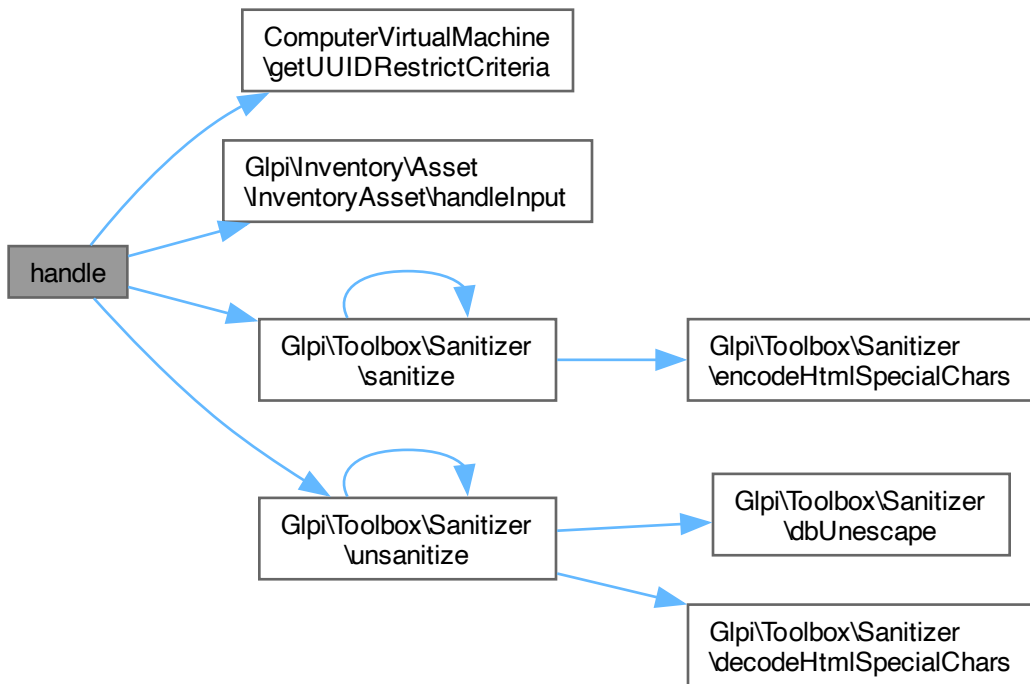 ComputerVirtualMachine
\getUUIDRestrictCriteria
Glpi\Inventory\Asset
\InventoryAsset\handleInput
handle
Glpi\Toolbox\Sanitizer
\sanitize
Glpi\Toolbox\Sanitizer
\encodeHtmlSpecialChars
Glpi\Toolbox\Sanitizer
\unsanitize
Glpi\Toolbox\Sanitizer
\dbUnescape
Glpi\Toolbox\Sanitizer
\decodeHtmlSpecialChars